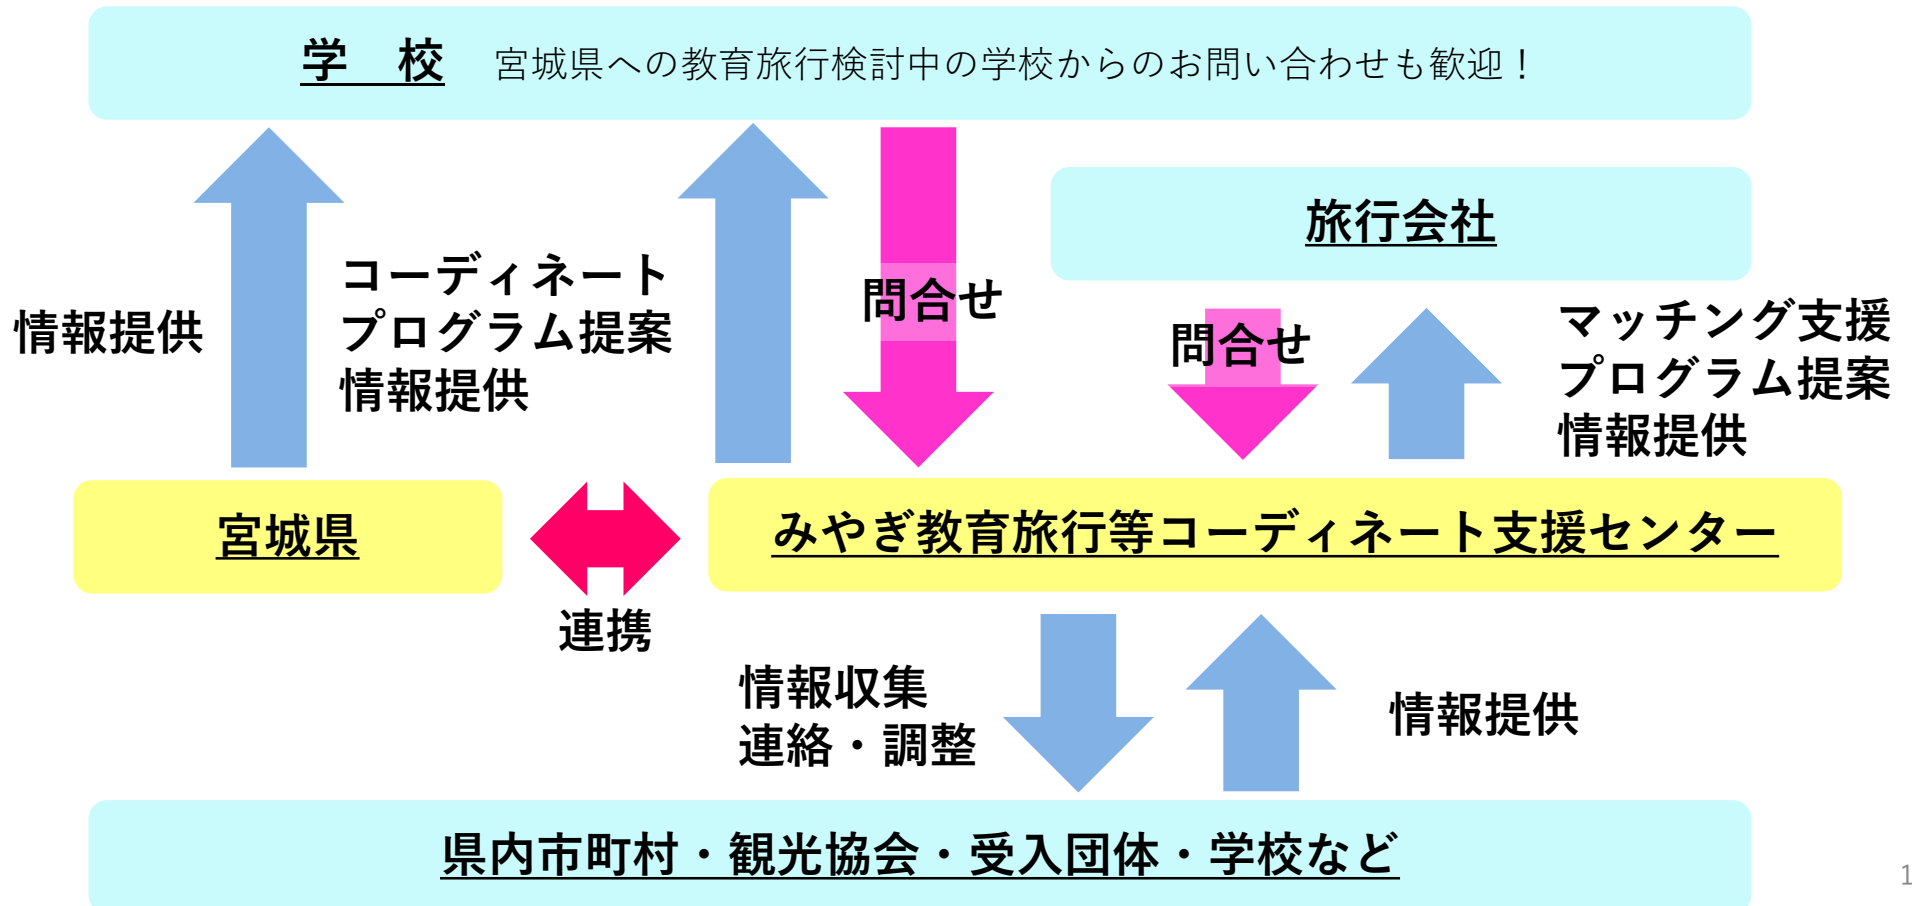 学　校　宮城県への教育旅行検討中の学校からのお問い合わせも歓迎！
旅行会社
情報提供
コーディネート
プログラム提案
情報提供
問合せ
問合せ
マッチング支援
プログラム提案
情報提供
宮城県
連携
みやぎ教育旅行等コーディネート支援センター
情報収集
連絡・調整
情報提供
県内市町村・観光協会・受入団体・学校など
1